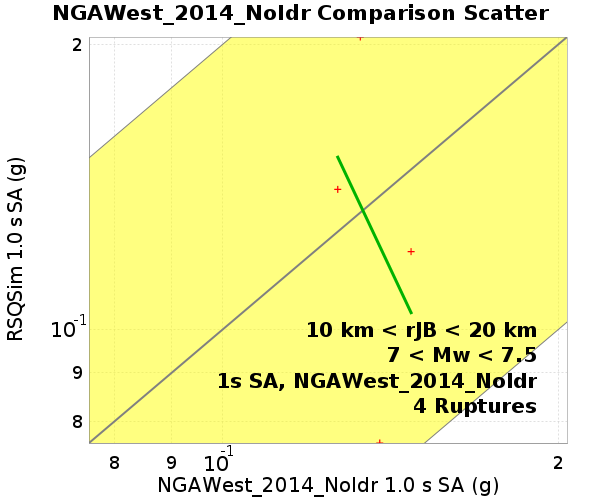 NGAWest_2014_NoIdr Comparison Scatter
RSQSim 1.0 s SA (g)
2
10-1
9
8
10 km < rJB < 20 km
7 < Mw < 7.5
1s SA, NGAWest_2014_NoIdr
4 Ruptures
8
9
10-1
2
NGAWest_2014_NoIdr 1.0 s SA (g)